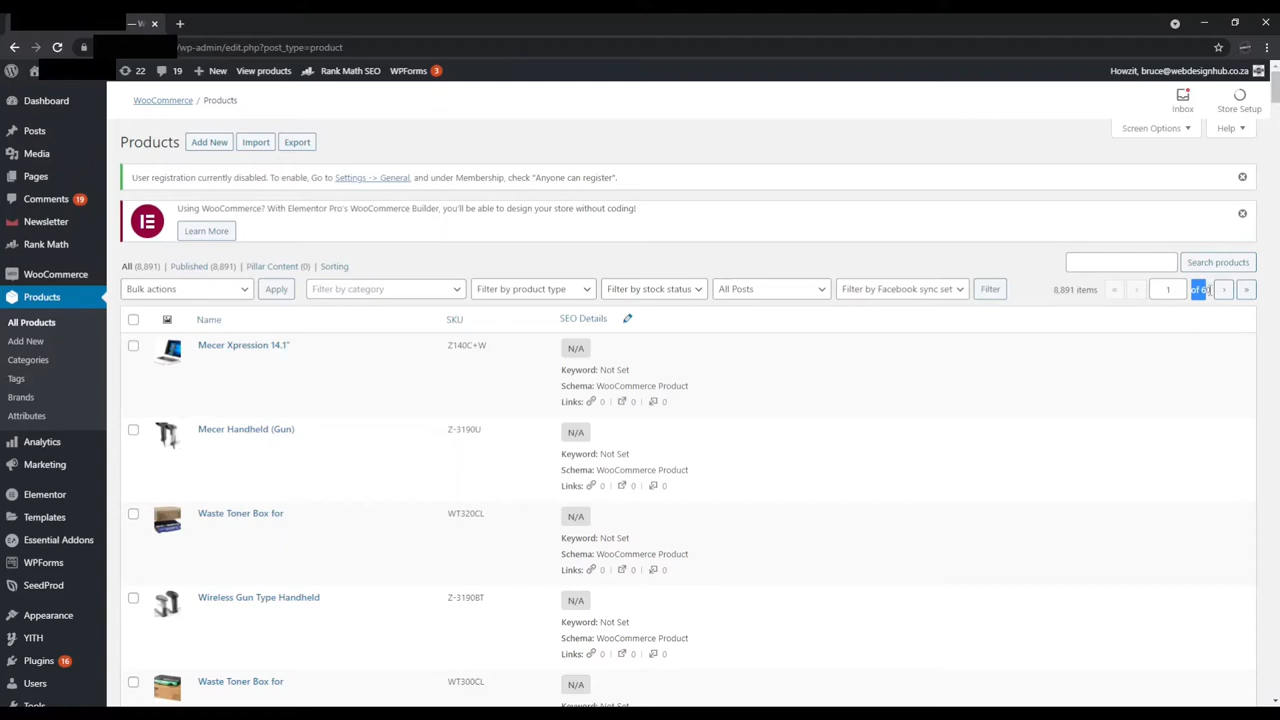 — W
/wp-admin/edit.php?post_type=product
22 19 New View products Rank Math SEO WPForms 3 Howzit, bruce@webdesignhub.co.za
Dashboard
Posts
Media
Pages
Comments 19
Newsletter
Rank Math
WooCommerce
Products
All Products
Add New
Categories
Tags
Brands
Attributes
Analytics
Marketing
Elementor
Templates
Essential Addons
WPForms
SeedProd
Appearance
YITH
Plugins 16
Users
Tools
WooCommerce / Products
Inbox
Store Setup
Screen Options
Help
Products Add New Import Export
User registration currently disabled. To enable, Go to Settings -> General, and under Membership, check "Anyone can register".
Using WooCommerce? With Elementor Pro's WooCommerce Builder, you'll be able to design your store without coding!
Learn More
All (8,891) | Published (8,891) | Pillar Content (0) | Sorting
Search products
Bulk actions Apply Filter by category Filter by product type Filter by stock status All Posts Filter by Facebook sync set Filter 8,891 items « ‹ 1 of › »
Name SKU SEO Details
Mecer Xpression 14.1" Z140C+W N/A
Keyword: Not Set
Schema: WooCommerce Product
Links: 0 | 0 | 0
Mecer Handheld (Gun) Z-3190U N/A
Keyword: Not Set
Schema: WooCommerce Product
Links: 0 | 0 | 0
Waste Toner Box for WT320CL N/A
Keyword: Not Set
Schema: WooCommerce Product
Links: 0 | 0 | 0
Wireless Gun Type Handheld Z-3190BT N/A
Keyword: Not Set
Schema: WooCommerce Product
Links: 0 | 0 | 0
Waste Toner Box for WT300CL N/A